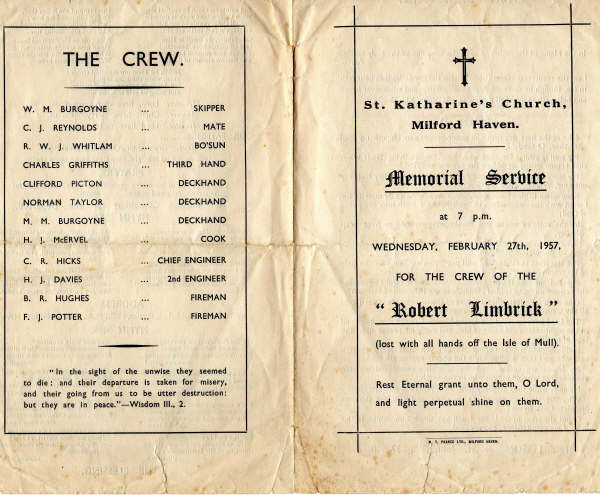 THE CREW.
W. M. BURGOYNE ... SKIPPER
C. J. REYNOLDS ... MATE
R. W. J. WHITLAM ... BO'SUN
CHARLES GRIFFITHS ... THIRD HAND
CLIFFORD PICTON ... DECKHAND
NORMAN TAYLOR ... DECKHAND
M. M. BURGOYNE ... DECKHAND
H. J. McERVEL ... COOK
C. R. HICKS ... CHIEF ENGINEER
H. J. DAVIES ... 2nd ENGINEER
B. R. HUGHES ... FIREMAN
F. J. POTTER ... FIREMAN
"In the sight of the unwise they seemed
to die: and their departure is taken for misery,
and their going from us to be utter destruction:
but they are in peace."—Wisdom III., 2.
St. Katharine's Church,
Milford Haven.
Memorial Service
at 7 p.m.
WEDNESDAY, FEBRUARY 27th, 1957,
FOR THE CREW OF THE
"Robert Limbrick"
(lost with all hands off the Isle of Mull).
Rest Eternal grant unto them, O Lord,
and light perpetual shine on them.
LTD., MILFORD HAVEN.